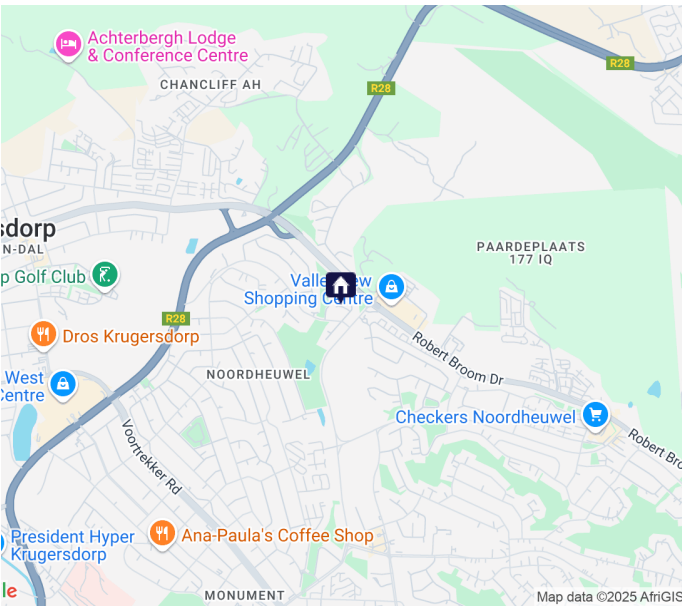 Achterbergh Lodge
& Conference Centre
CHANCLIFF AH
R28
R28
sdorp
N-DAL
p Golf Club
PAARDEPLAATS
177 IQ
Shopping Centre
R28
Dros Krugersdorp
Robert Broom Dr
NOORDHEUWEL
West
Centre
Checkers Noordheuwel
Voortrekker Rd
Robert Bro
President Hyper
Krugersdorp
Ana-Paula's Coffee Shop
MONUMENT
le
Map data ©2025 AfriGIS